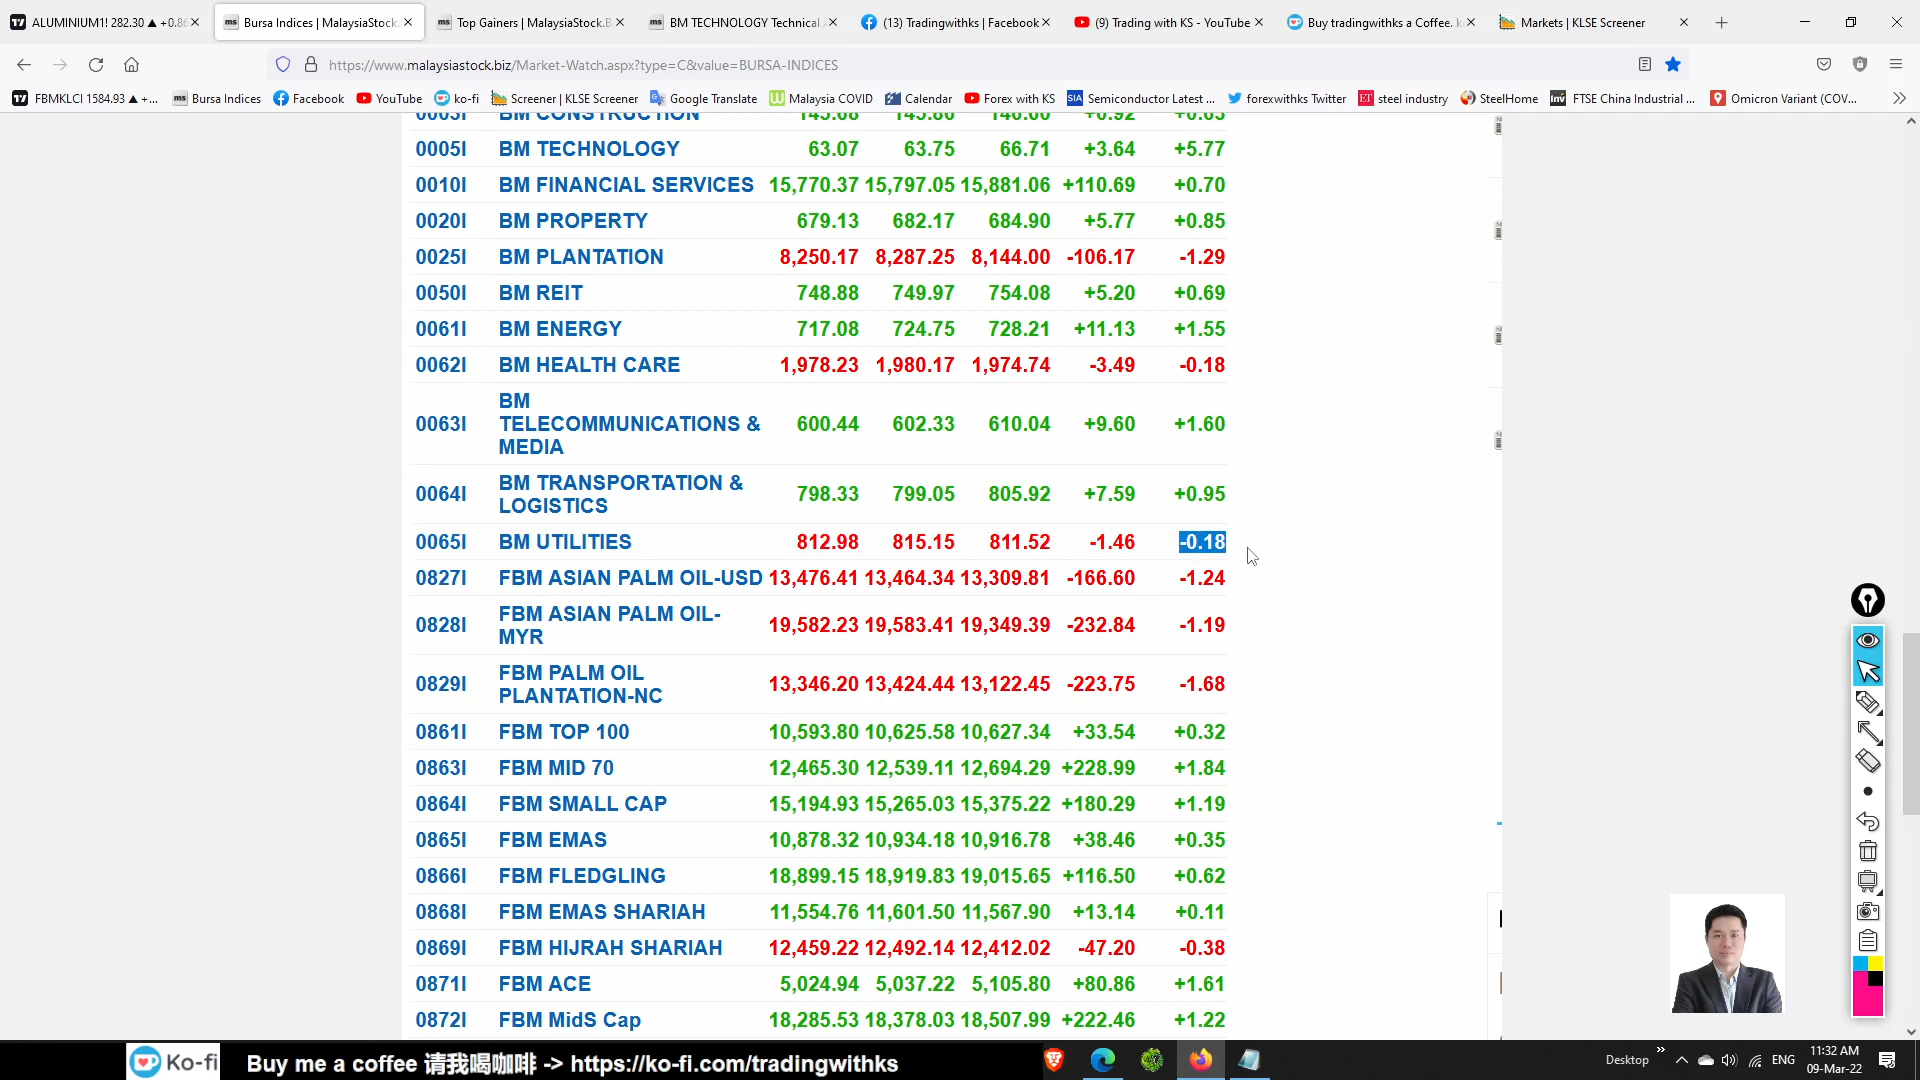 ALUMINIUM1! 282.30 ▲ +0.86
Bursa Indices | MalaysiaStock.
Top Gainers | MalaysiaStock.B
BM TECHNOLOGY Technical
(13) Tradingwithks | Facebook
(9) Trading with KS - YouTube
Buy tradingwithks a Coffee.
Markets | KLSE Screener
https://www.malaysiastock.biz/Market-Watch.aspx?type=C&value=BURSA-INDICES
FBMKLCI 1584.93 ▲ +... Bursa Indices Facebook YouTube ko-fi Screener | KLSE Screener Google Translate Malaysia COVID Calendar Forex with KS Semiconductor Latest ... forexwithks Twitter steel industry SteelHome FTSE China Industrial ... Omicron Variant (COV...
0003I BM CONSTRUCTION 145.08 145.86 146.00 +0.92 +0.63
0005I BM TECHNOLOGY 63.07 63.75 66.71 +3.64 +5.77
0010I BM FINANCIAL SERVICES 15,770.37 15,797.05 15,881.06 +110.69 +0.70
0020I BM PROPERTY 679.13 682.17 684.90 +5.77 +0.85
0025I BM PLANTATION 8,250.17 8,287.25 8,144.00 -106.17 -1.29
0050I BM REIT 748.88 749.97 754.08 +5.20 +0.69
0061I BM ENERGY 717.08 724.75 728.21 +11.13 +1.55
0062I BM HEALTH CARE 1,978.23 1,980.17 1,974.74 -3.49 -0.18
BM
0063I TELECOMMUNICATIONS & 600.44 602.33 610.04 +9.60 +1.60
MEDIA
0064I BM TRANSPORTATION & 798.33 799.05 805.92 +7.59 +0.95
LOGISTICS
0065I BM UTILITIES 812.98 815.15 811.52 -1.46 -0.18
0827I FBM ASIAN PALM OIL-USD 13,476.41 13,464.34 13,309.81 -166.60 -1.24
0828I FBM ASIAN PALM OIL- 19,582.23 19,583.41 19,349.39 -232.84 -1.19
MYR
0829I FBM PALM OIL 13,346.20 13,424.44 13,122.45 -223.75 -1.68
PLANTATION-NC
0861I FBM TOP 100 10,593.80 10,625.58 10,627.34 +33.54 +0.32
0863I FBM MID 70 12,465.30 12,539.11 12,694.29 +228.99 +1.84
0864I FBM SMALL CAP 15,194.93 15,265.03 15,375.22 +180.29 +1.19
0865I FBM EMAS 10,878.32 10,934.18 10,916.78 +38.46 +0.35
0866I FBM FLEDGLING 18,899.15 18,919.83 19,015.65 +116.50 +0.62
0868I FBM EMAS SHARIAH 11,554.76 11,601.50 11,567.90 +13.14 +0.11
0869I FBM HIJRAH SHARIAH 12,459.22 12,492.14 12,412.02 -47.20 -0.38
0871I FBM ACE 5,024.94 5,037.22 5,105.80 +80.86 +1.61
0872I FBM MidS Cap 18,285.53 18,378.03 18,507.99 +222.46 +1.22
Ko-fi Buy me a coffee 请我喝咖啡 -> https://ko-fi.com/tradingwithks
Desktop ENG 11:32 AM
09-Mar-22